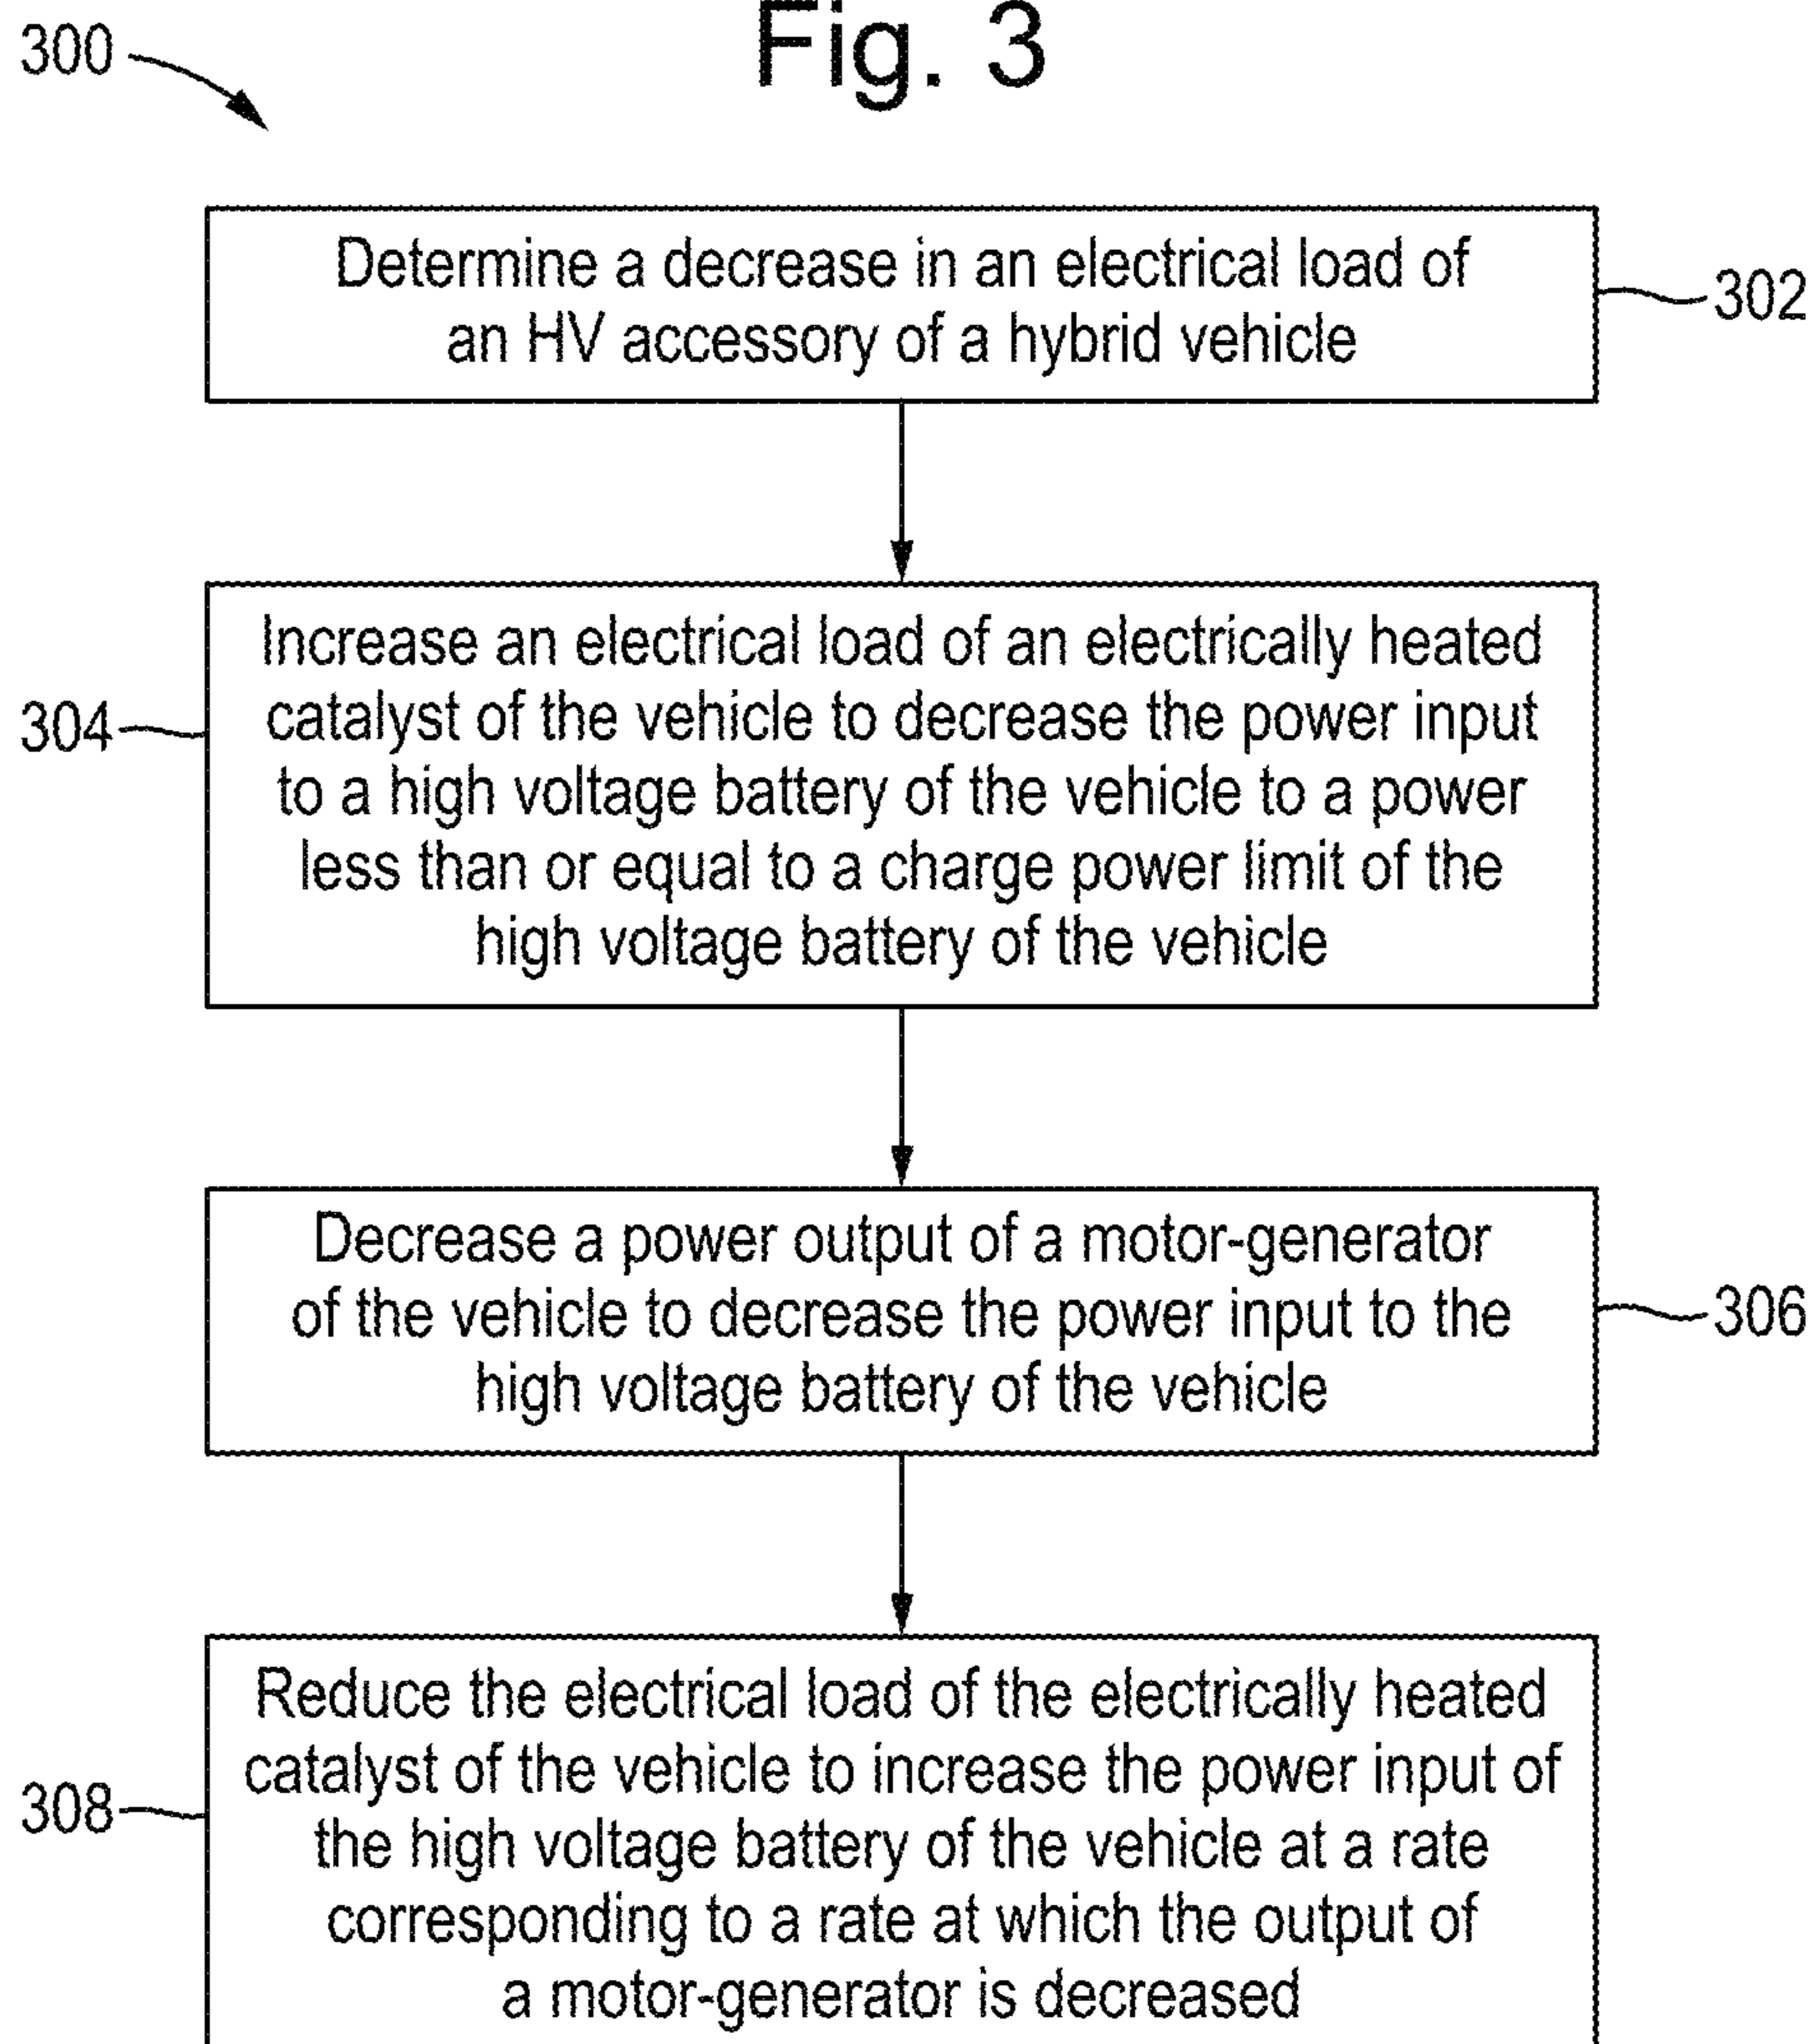 Fig. 3
300
Determine a decrease in an electrical load of
an HV accessory of a hybrid vehicle
302
Increase an electrical load of an electrically heated
catalyst of the vehicle to decrease the power input
to a high voltage battery of the vehicle to a power
less than or equal to a charge power limit of the
high voltage battery of the vehicle
304
Decrease a power output of a motor-generator
of the vehicle to decrease the power input to the
high voltage battery of the vehicle
306
Reduce the electrical load of the electrically heated
catalyst of the vehicle to increase the power input of
the high voltage battery of the vehicle at a rate
corresponding to a rate at which the output of
a motor-generator is decreased
308